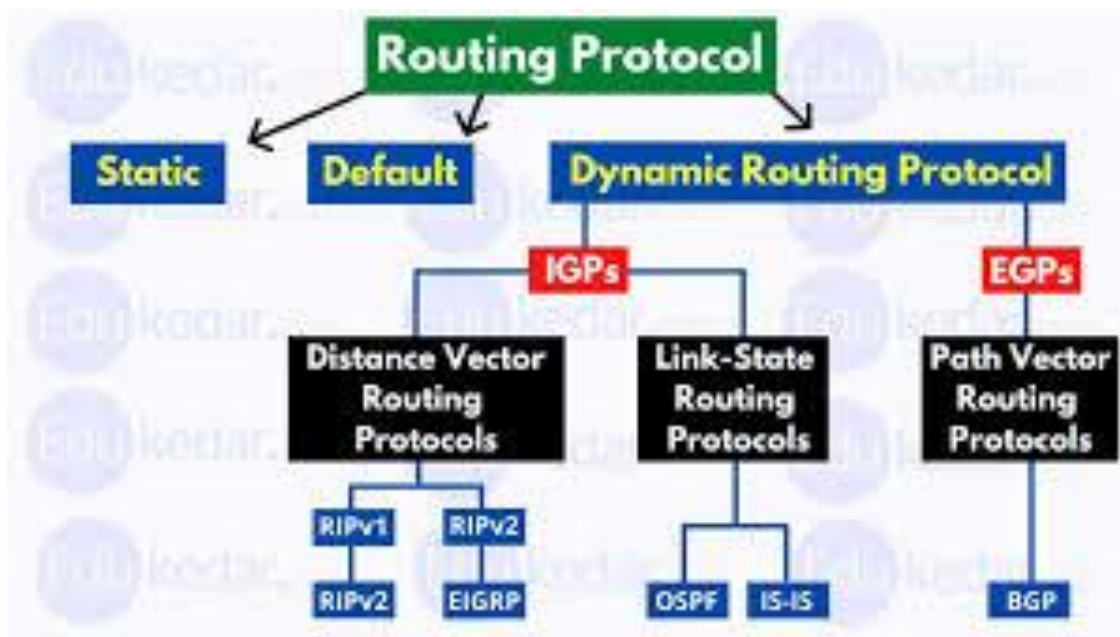 Routing Protocol
Static
Default
Dynamic Routing Protocol
IGPs
EGPs
Distance Vector
Routing
Protocols
Link-State
Routing
Protocols
Path Vector
Routing
Protocols
RIPv1
RIPv2
RIPv2
EIGRP
OSPF
IS-IS
BGP